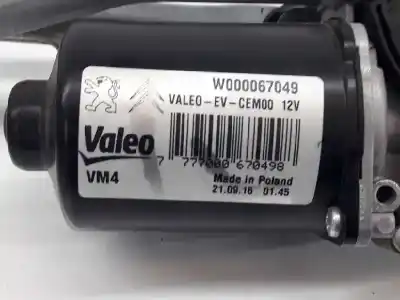 W000067049
VALEO-EV-CEM00 12V
Valeo
7 777000 670498
VM4
Made in Poland
21.09.16 01.45